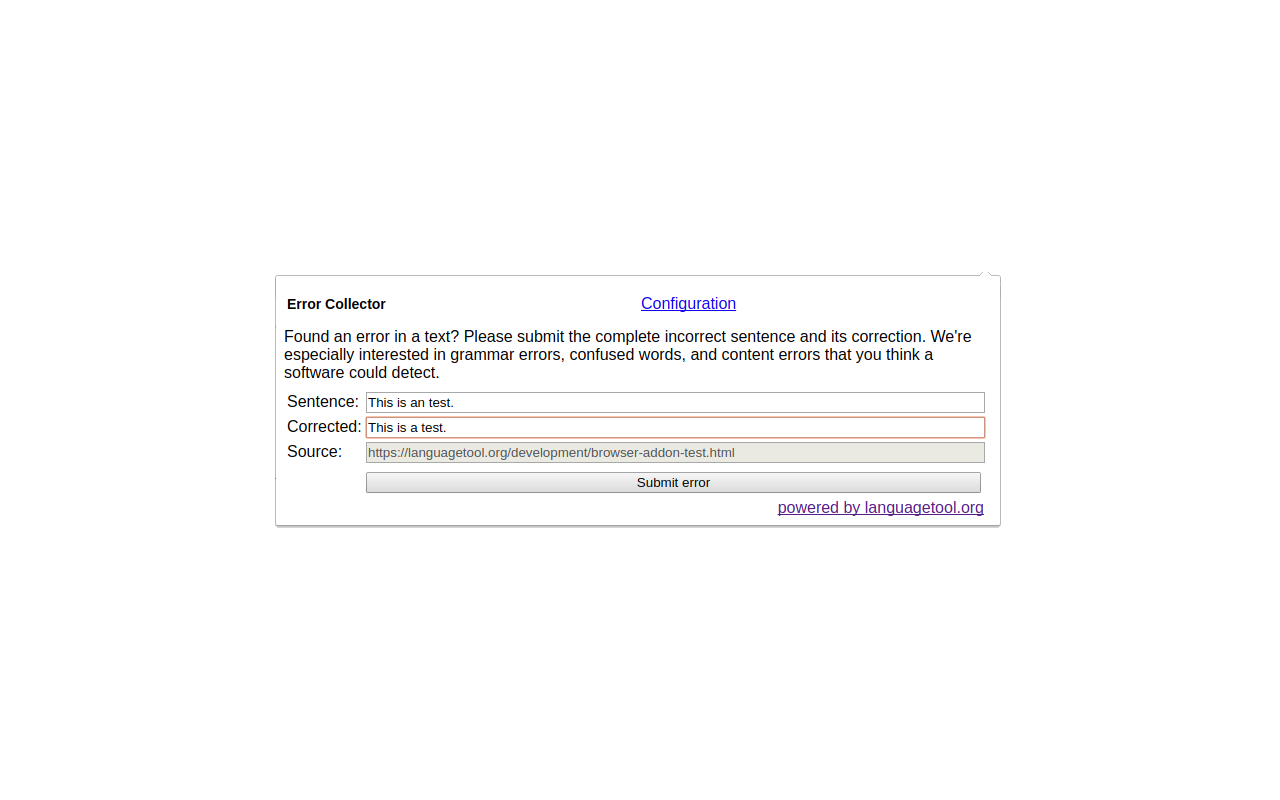 Error Collector Configuration
Found an error in a text? Please submit the complete incorrect sentence and its correction. We're
especially interested in grammar errors, confused words, and content errors that you think a
software could detect.
Sentence: This is an test.
Corrected: This is a test.
Source: https://languagetool.org/development/browser-addon-test.html
Submit error
powered by languagetool.org